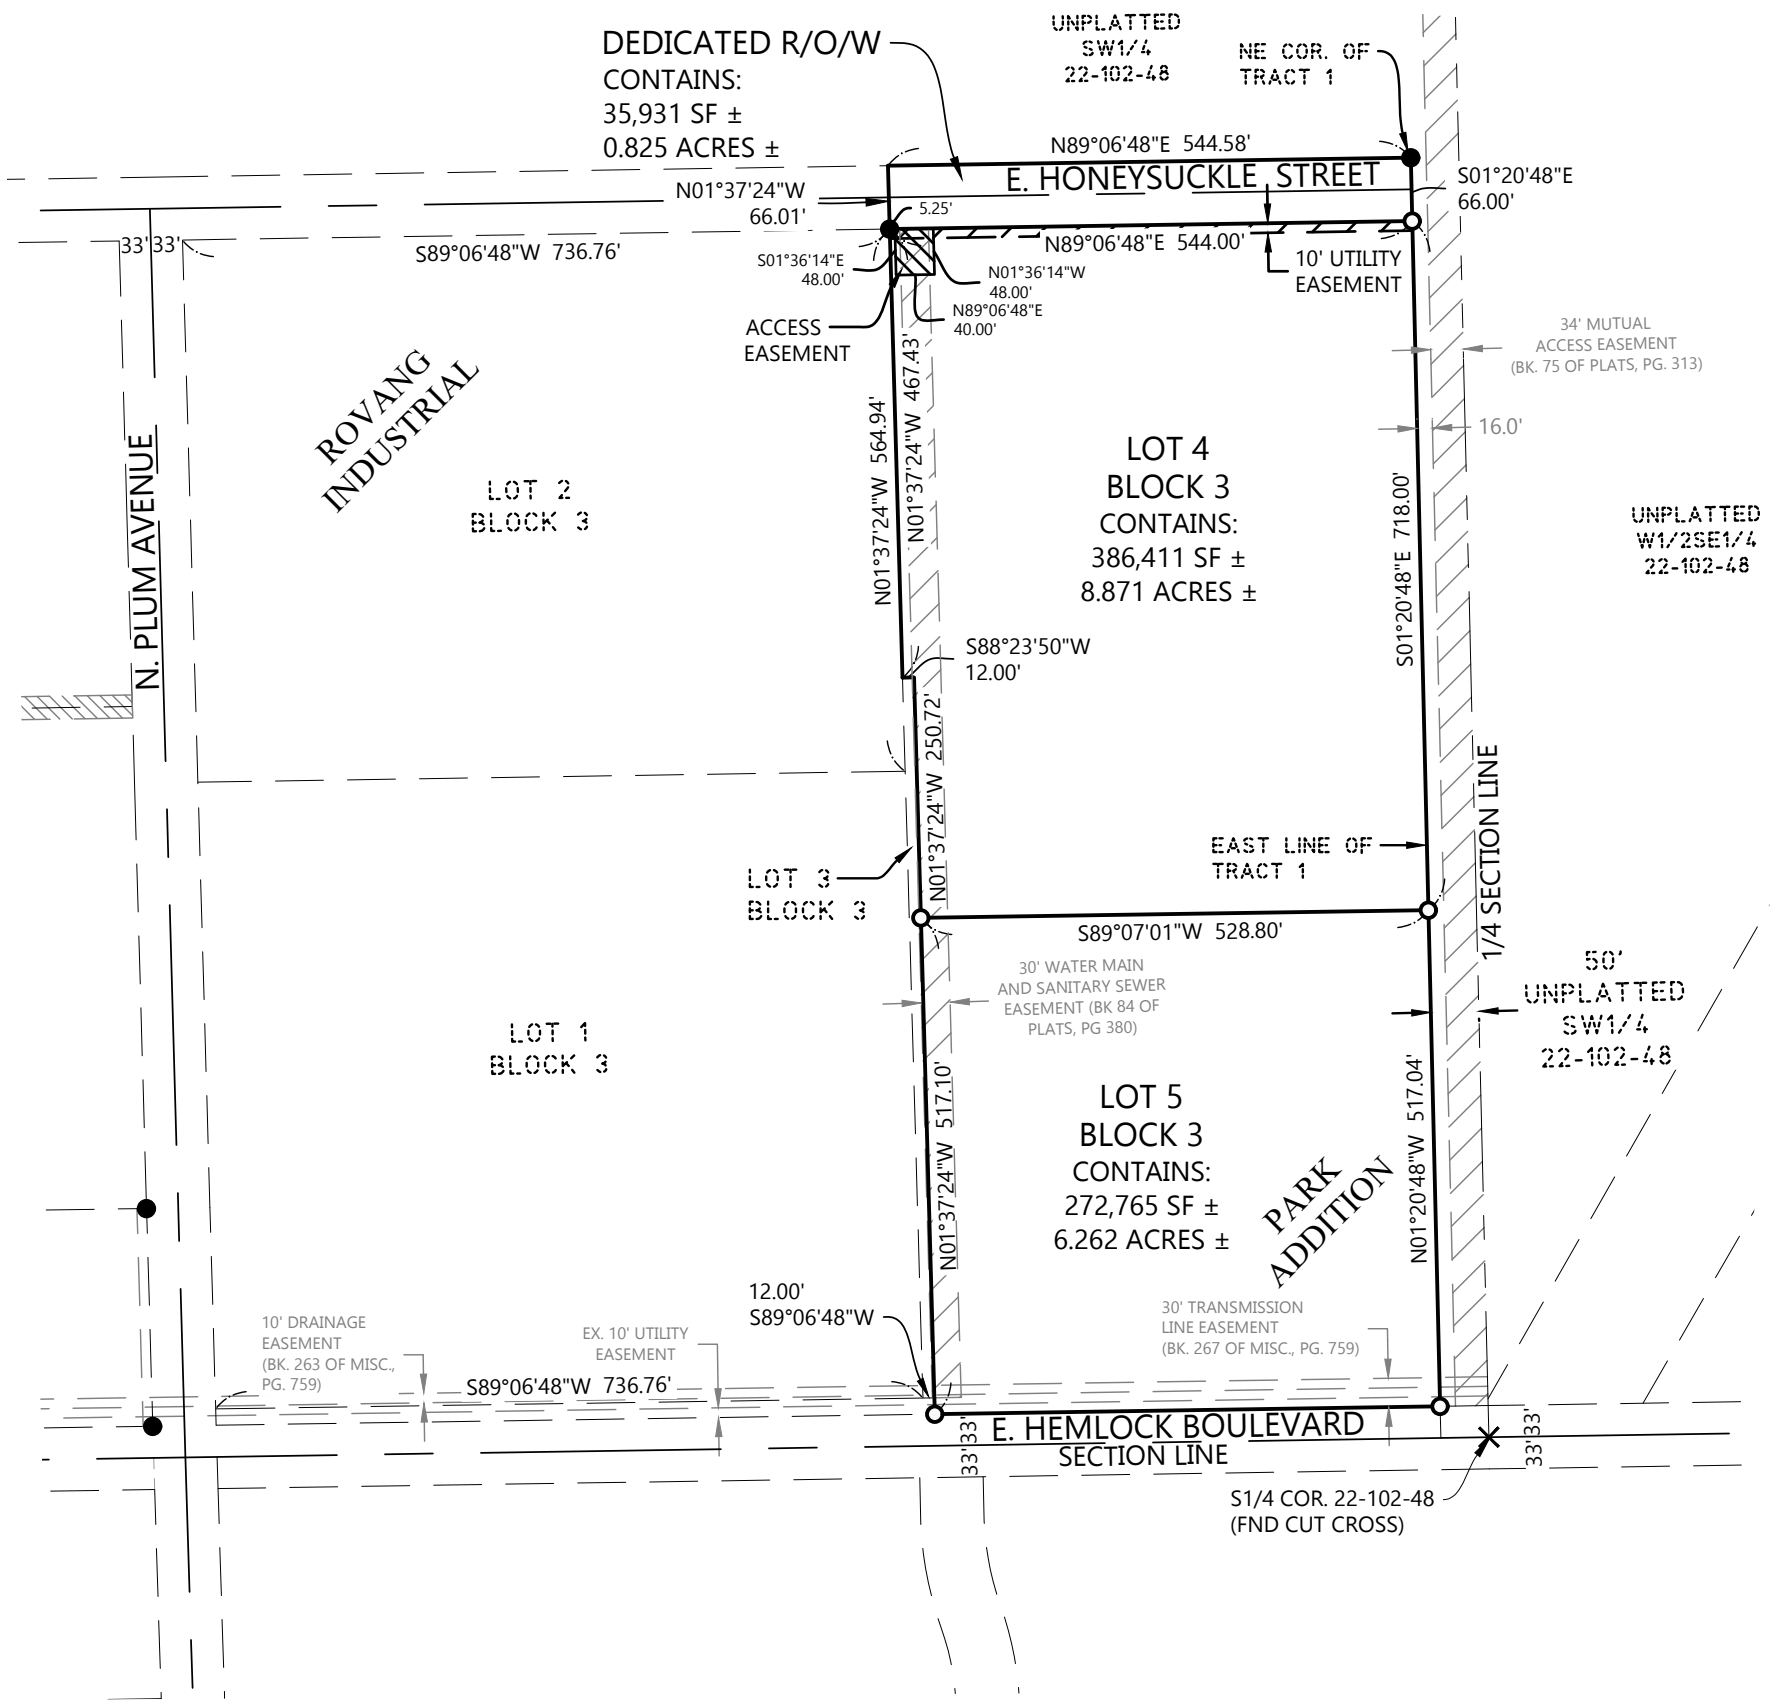 UNPLATTED
SW1/4
22-102-48
DEDICATED R/O/W
CONTAINS:
35,931 SF ±
0.825 ACRES ±
NE COR. OF
TRACT 1
N89°06'48"E 544.58'
E. HONEYSUCKLE STREET
S01°20'48"E
66.00'
N01°37'24"W
66.01'
5.25'
33' 33'
S89°06'48"W 736.76'
N89°06'48"E 544.00'
S01°36'14"E
48.00'
N01°36'14"W
48.00'
N89°06'48"E
40.00'
10' UTILITY
EASEMENT
ACCESS
EASEMENT
34' MUTUAL
ACCESS EASEMENT
(BK. 75 OF PLATS, PG. 313)
16.0'
ROVANG
INDUSTRIAL
N01°37'24"W 564.94'
N01°37'24"W 467.43'
LOT 4
BLOCK 3
CONTAINS:
386,411 SF ±
8.871 ACRES ±
S01°20'48"E 718.00'
N. PLUM AVENUE
LOT 2
BLOCK 3
UNPLATTED
W1/2SE1/4
22-102-48
S88°23'50"W
12.00'
N01°37'24"W 250.72'
1/4 SECTION LINE
EAST LINE OF
TRACT 1
LOT 3
BLOCK 3
S89°07'01"W 528.80'
30' WATER MAIN
AND SANITARY SEWER
EASEMENT (BK 84 OF
PLATS, PG 380)
50'
UNPLATTED
SW1/4
22-102-48
LOT 1
BLOCK 3
N01°37'24"W 517.10'
LOT 5
BLOCK 3
CONTAINS:
272,765 SF ±
6.262 ACRES ±
N01°20'48"W 517.04'
PARK
ADDITION
12.00'
S89°06'48"W
10' DRAINAGE
EASEMENT
(BK. 263 OF MISC.,
PG. 759)
EX. 10' UTILITY
EASEMENT
30' TRANSMISSION
LINE EASEMENT
(BK. 267 OF MISC., PG. 759)
S89°06'48"W 736.76'
E. HEMLOCK BOULEVARD
SECTION LINE
33' 33'
33' 33'
S1/4 COR. 22-102-48
(FND CUT CROSS)